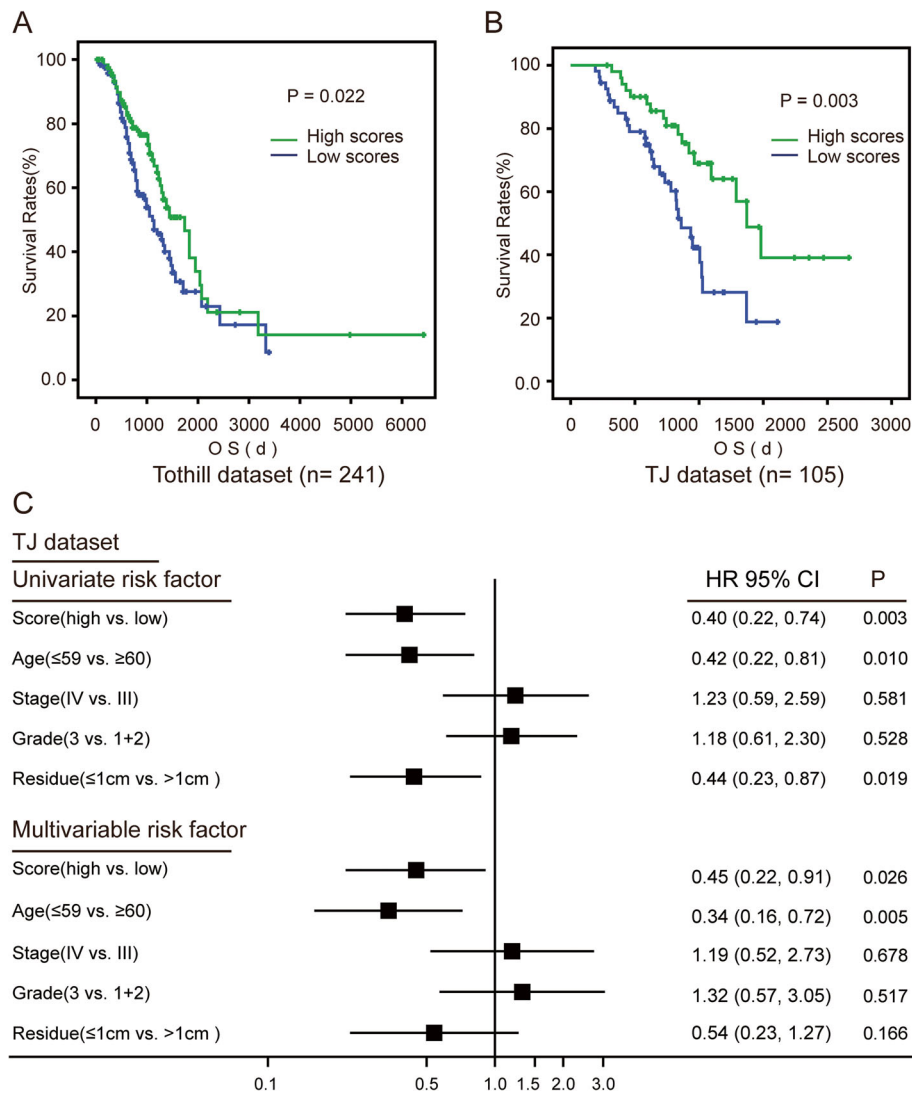 A
B
P = 0.022
High scores
Low scores
100
80
60
40
20
0.0
Survival Rates(%)
0 1000 2000 3000 4000 5000 6000
O S ( d )
Tothill dataset (n= 241)
P = 0.003
High scores
Low scores
100
80
60
40
20
0.0
Survival Rates(%)
0 500 500 1000 1500 2000 3000
O S ( d )
TJ dataset (n= 105)
C
TJ dataset
Univariate risk factor HR 95% CI P
Score(high vs. low) 0.40 (0.22, 0.74) 0.003
Age(≤59 vs. ≥60) 0.42 (0.22, 0.81) 0.010
Stage(IV vs. III) 1.23 (0.59, 2.59) 0.581
Grade(3 vs. 1+2) 1.18 (0.61, 2.30) 0.528
Residue(≤1cm vs. >1cm ) 0.44 (0.23, 0.87) 0.019
Multivariable risk factor
Score(high vs. low) 0.45 (0.22, 0.91) 0.026
Age(≤59 vs. ≥60) 0.34 (0.16, 0.72) 0.005
Stage(IV vs. III) 1.19 (0.52, 2.73) 0.678
Grade(3 vs. 1+2) 1.32 (0.57, 3.05) 0.517
Residue(≤1cm vs. >1cm ) 0.54 (0.23, 1.27) 0.166
0.1 0.5 1.0 1.5 2.0 3.0